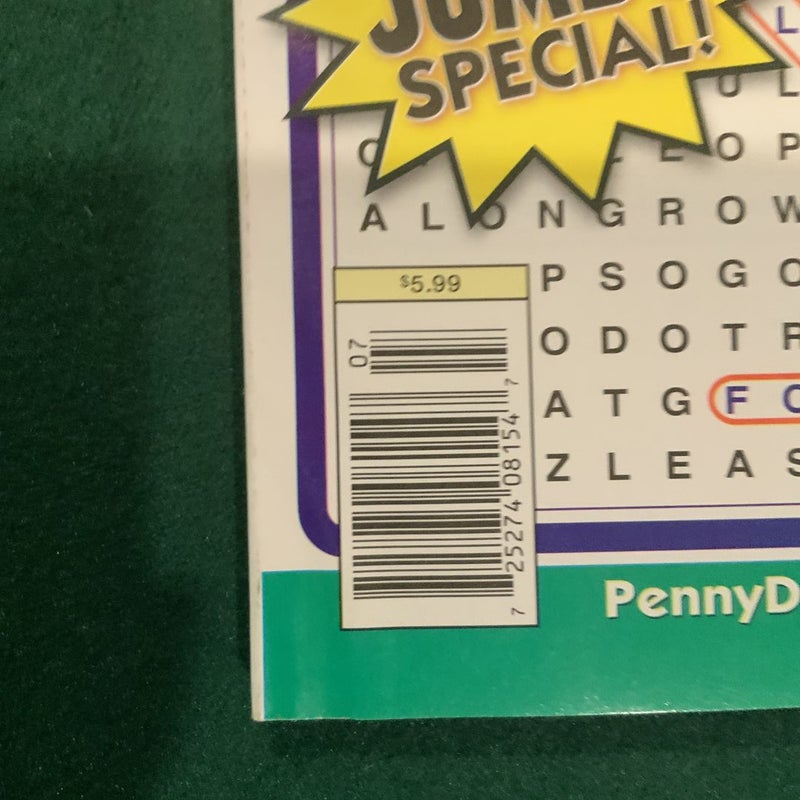 SPECIAL!
L
U L
E O P
A L O N G R O W
$5.99
P S O G
O D O T R
A T G F
Z L E A S
07
7 25274 08154 7
PennyD